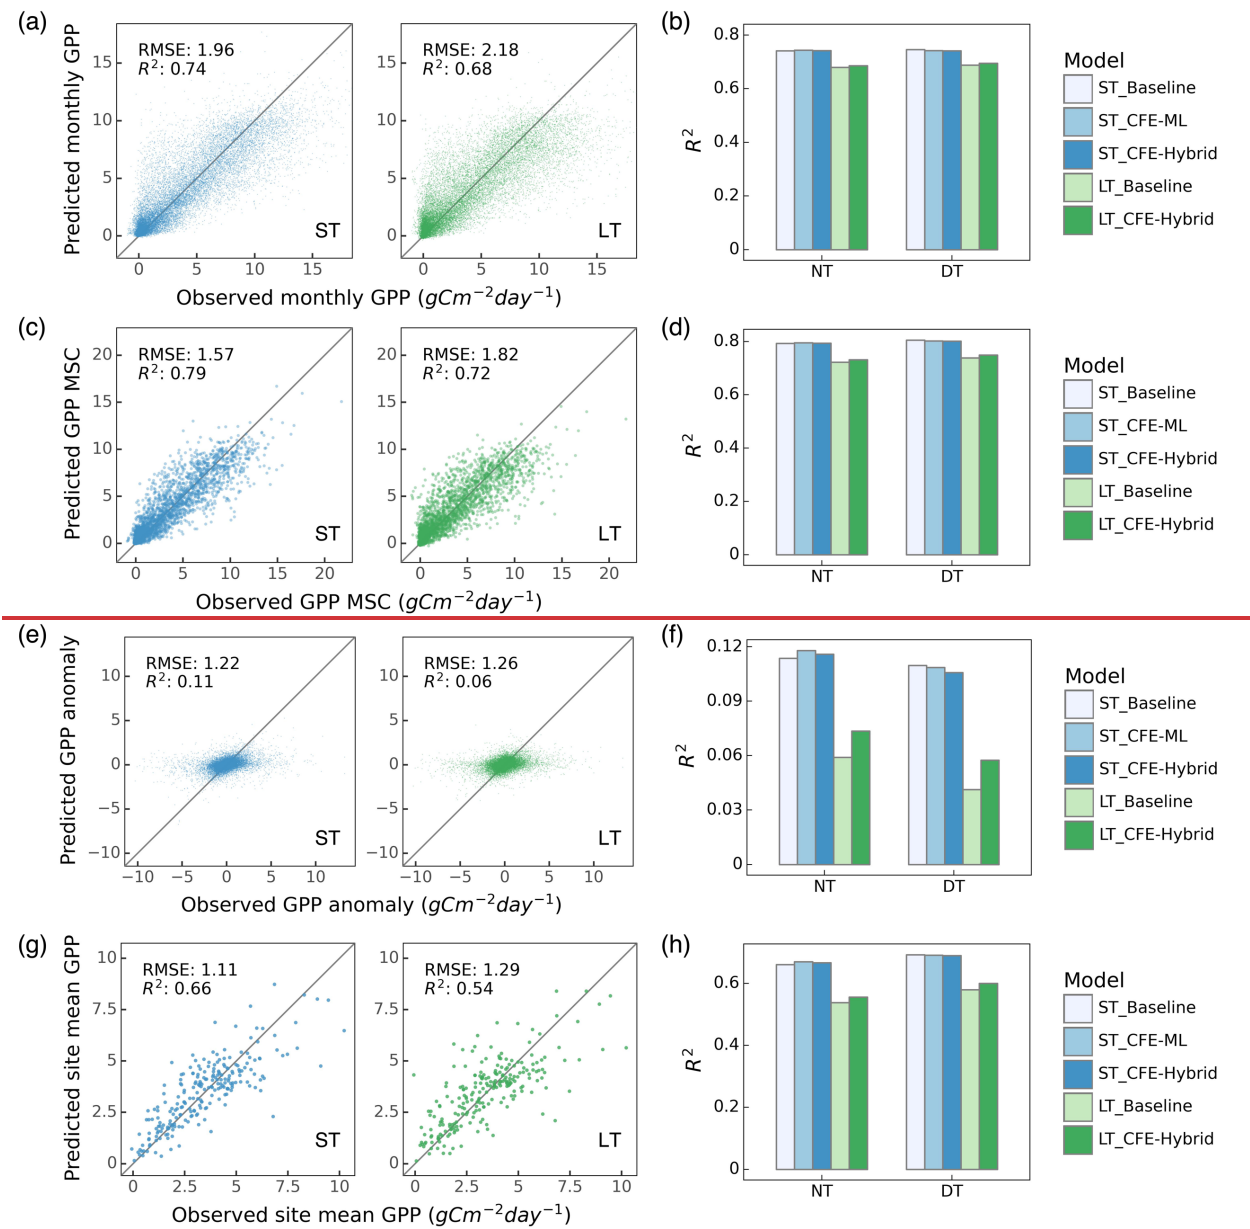 (a)
Predicted monthly GPP
15
10
5
0
RMSE: 1.96
R²: 0.74
ST
0 5 10 15
15
10
5
0
RMSE: 2.18
R²: 0.68
LT
0 5 10 15
Observed monthly GPP (gCm⁻²day⁻¹)
(b)
R²
0.8
0.6
0.4
0.2
0
NT DT
Model
ST_Baseline
ST_CFE-ML
ST_CFE-Hybrid
LT_Baseline
LT_CFE-Hybrid
(c)
Predicted GPP MSC
20
15
10
5
0
RMSE: 1.57
R²: 0.79
ST
0 5 10 15 20
20
15
10
5
0
RMSE: 1.82
R²: 0.72
LT
0 5 10 15 20
Observed GPP MSC (gCm⁻²day⁻¹)
(d)
R²
0.8
0.6
0.4
0.2
0
NT DT
Model
ST_Baseline
ST_CFE-ML
ST_CFE-Hybrid
LT_Baseline
LT_CFE-Hybrid
(e)
Predicted GPP anomaly
10
5
0
−5
−10
RMSE: 1.22
R²: 0.11
ST
−10 −5 0 5 10
10
5
0
−5
−10
RMSE: 1.26
R²: 0.06
LT
−10 −5 0 5 10
Observed GPP anomaly (gCm⁻²day⁻¹)
(f)
R²
0.12
0.09
0.06
0.03
0
NT DT
Model
ST_Baseline
ST_CFE-ML
ST_CFE-Hybrid
LT_Baseline
LT_CFE-Hybrid
(g)
Predicted site mean GPP
10
7.5
5
2.5
0
RMSE: 1.11
R²: 0.66
ST
0 2.5 5 7.5 10
10
7.5
5
2.5
0
RMSE: 1.29
R²: 0.54
LT
0 2.5 5 7.5 10
Observed site mean GPP (gCm⁻²day⁻¹)
(h)
R²
0.6
0.4
0.2
0
NT DT
Model
ST_Baseline
ST_CFE-ML
ST_CFE-Hybrid
LT_Baseline
LT_CFE-Hybrid